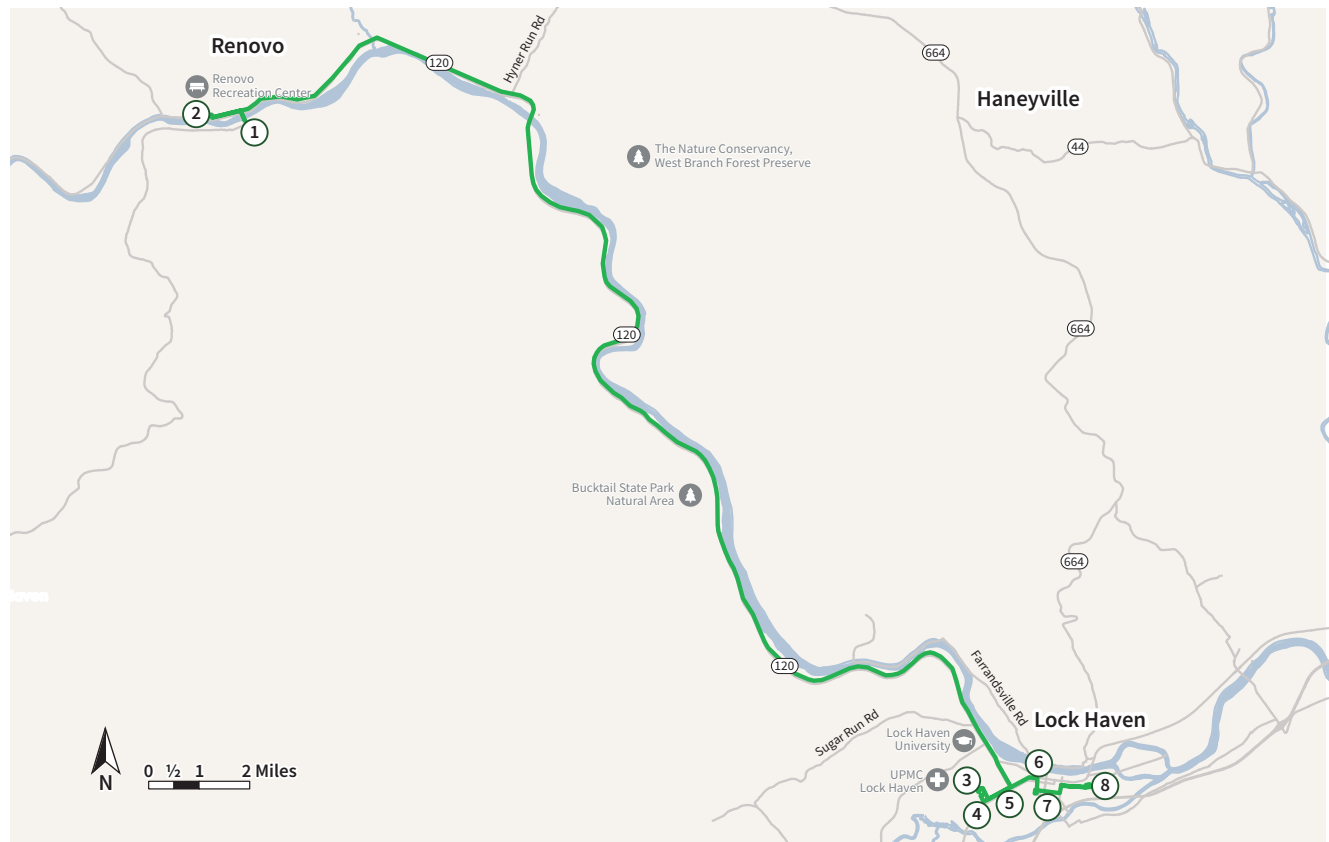 Renovo
Renovo
Recreation Center
2
1
120
Hyner Run Rd
664
Haneyville
44
The Nature Conservancy,
West Branch Forest Preserve
120
664
Bucktail State Park
Natural Area
664
120
Farrandsville Rd
Sugar Run Rd
Lock Haven
Lock Haven
University
UPMC
Lock Haven
3
4
5
6
7
8
N
0 ½ 1 2 Miles